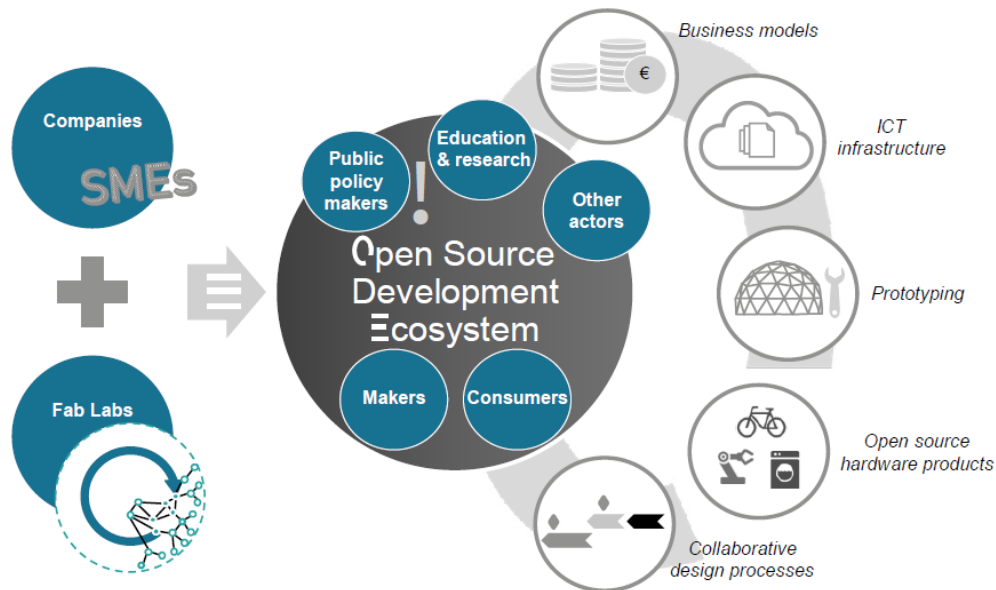 Companies
SMEs
Fab Labs
Public
policy
makers
!
Education
& research
Other
actors
Open Source
Development
Ecosystem
Makers
Consumers
Business models
€
ICT
infrastructure
Prototyping
Open source
hardware products
Collaborative
design processes